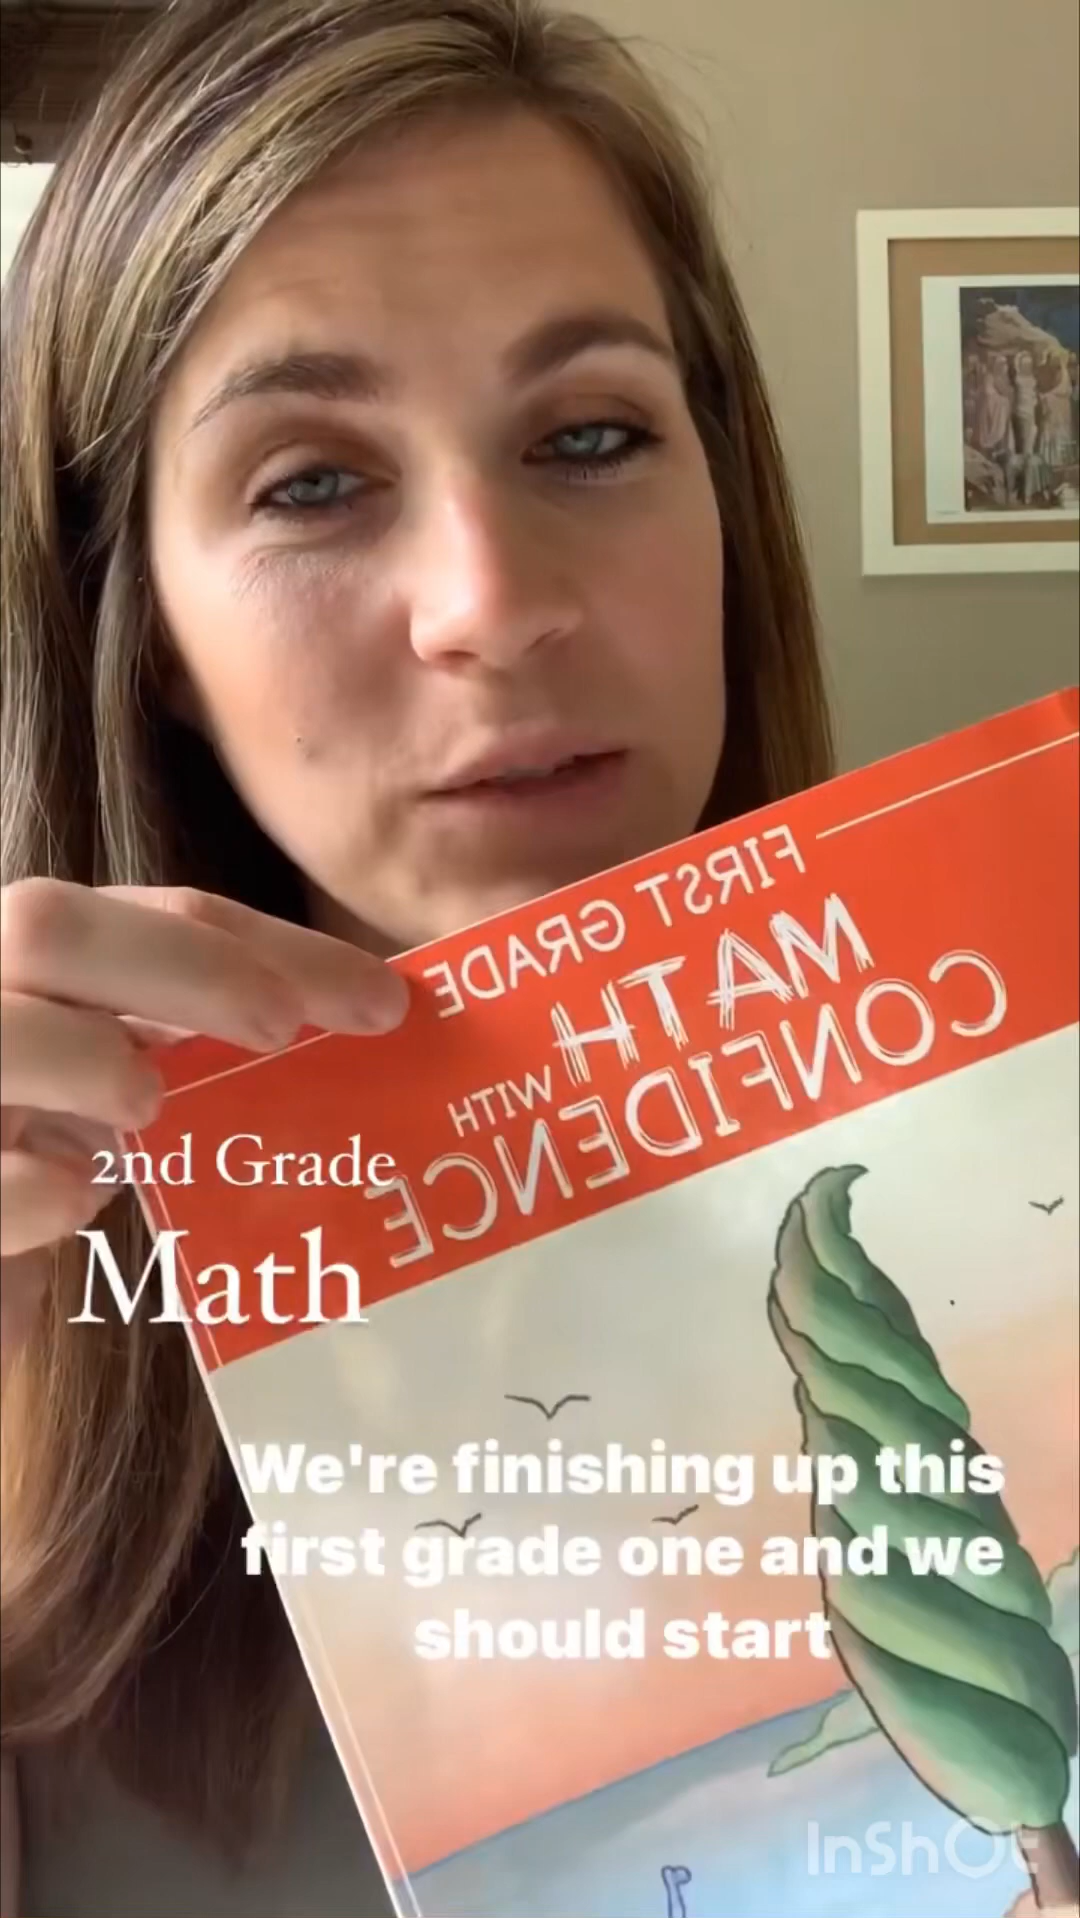 FIRST GRADE
MATH
WITH
CONFIDENCE
2nd Grade
Math
We're finishing up this
first grade one and we
should start
InShOt